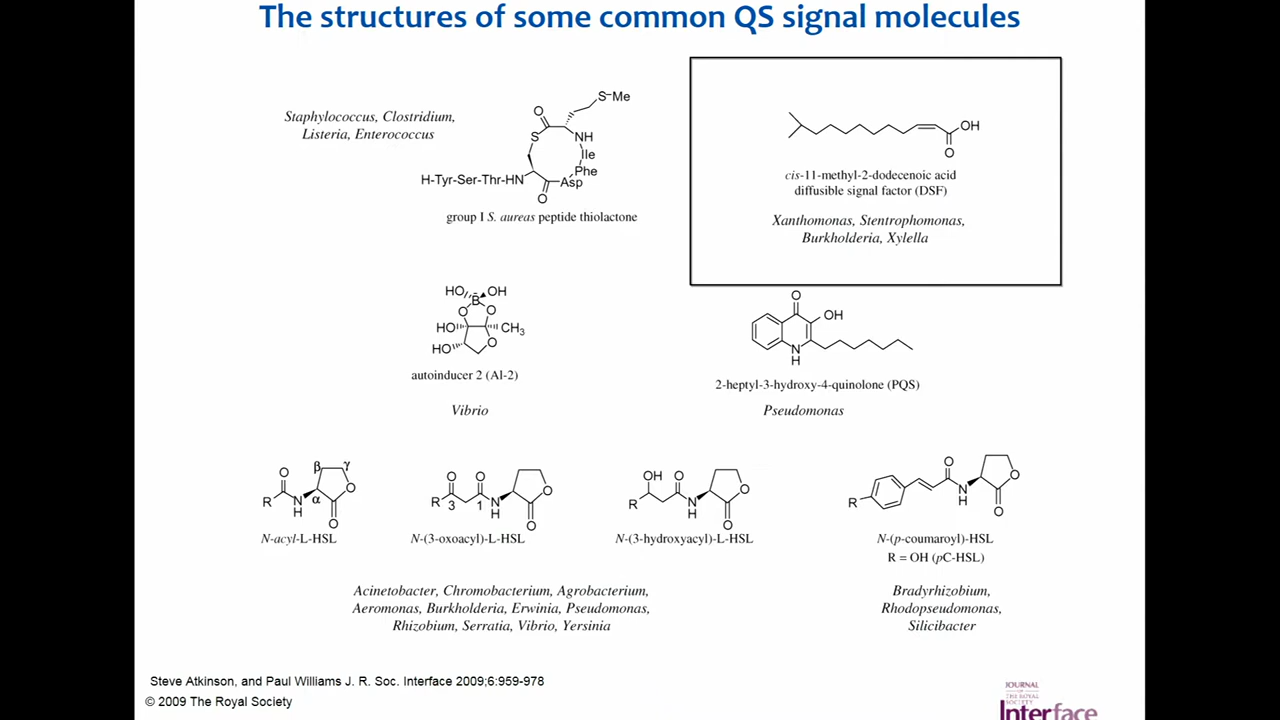 The structures of some common QS signal molecules
Staphylococcus, Clostridium,
Listeria, Enterococcus
S Me
O
S
NH
Ile
Phe
Asp
H-Tyr-Ser-Thr-HN
O
group I S. aureas peptide thiolactone
OH
O
cis-11-methyl-2-dodecenoic acid
diffusible signal factor (DSF)
Xanthomonas, Stentrophomonas,
Burkholderia, Xylella
HO OH
B
O O
HO CH3
HO O
autoinducer 2 (AI-2)
Vibrio
O
OH
N
H
2-heptyl-3-hydroxy-4-quinolone (PQS)
Pseudomonas
O β γ
R N α O
H
O
N-acyl-L-HSL
O O
R 3 1 N O
H
O
N-(3-oxoacyl)-L-HSL
OH O
R N O
H
O
N-(3-hydroxyacyl)-L-HSL
O
O
R N
H
O
N-(p-coumaroyl)-HSL
R = OH (pC-HSL)
Acinetobacter, Chromobacterium, Agrobacterium,
Aeromonas, Burkholderia, Erwinia, Pseudomonas,
Rhizobium, Serratia, Vibrio, Yersinia
Bradyrhizobium,
Rhodopseudomonas,
Silicibacter
Steve Atkinson, and Paul Williams J. R. Soc. Interface 2009;6:959-978
© 2009 The Royal Society
JOURNAL
OF
THE ROYAL
SOCIETY
Interface